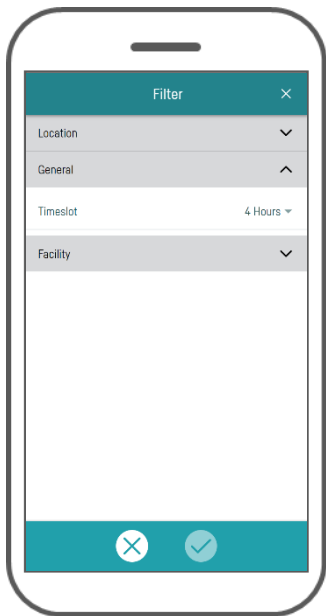 Filter
Location
General
Timeslot 4 Hours
Facility